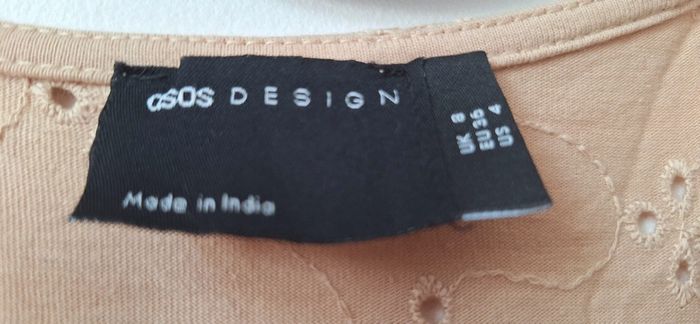 asos DESIGN
Made in India
UK 8
EU 36
US 4